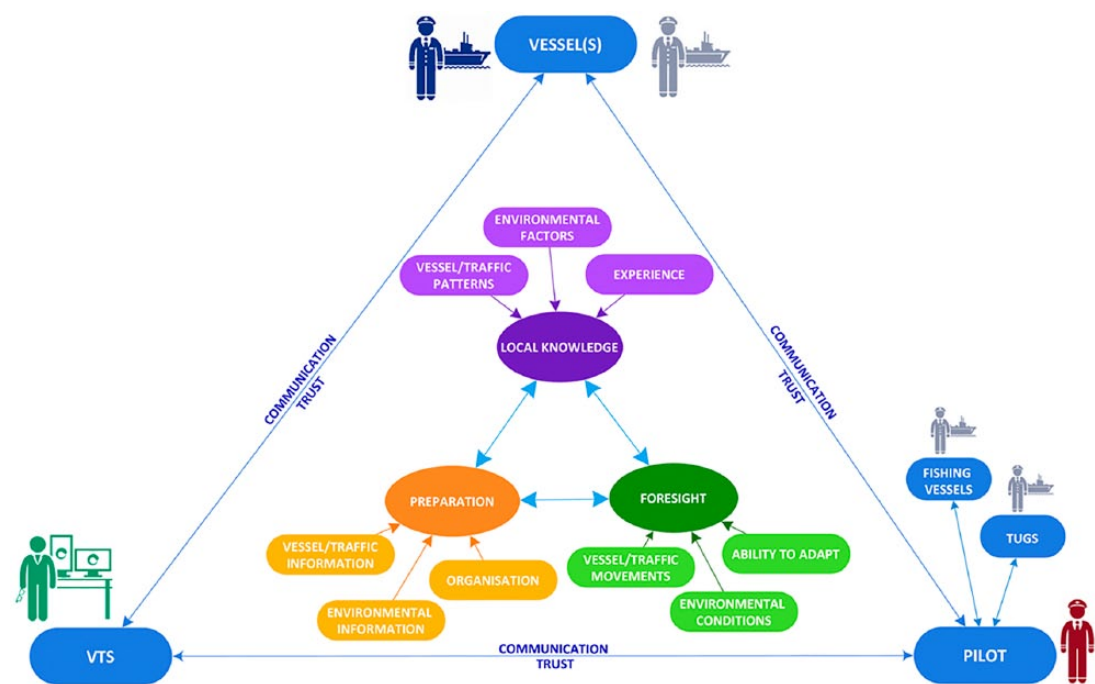 VESSEL(S)
ENVIRONMENTAL
FACTORS
VESSEL/TRAFFIC
PATTERNS
EXPERIENCE
LOCAL KNOWLEDGE
COMMUNICATION
TRUST
COMMUNICATION
TRUST
FISHING
VESSELS
TUGS
PREPARATION
FORESIGHT
VESSEL/TRAFFIC
INFORMATION
ORGANISATION
ENVIRONMENTAL
INFORMATION
VESSEL/TRAFFIC
MOVEMENTS
ABILITY TO ADAPT
ENVIRONMENTAL
CONDITIONS
VTS
COMMUNICATION
TRUST
PILOT